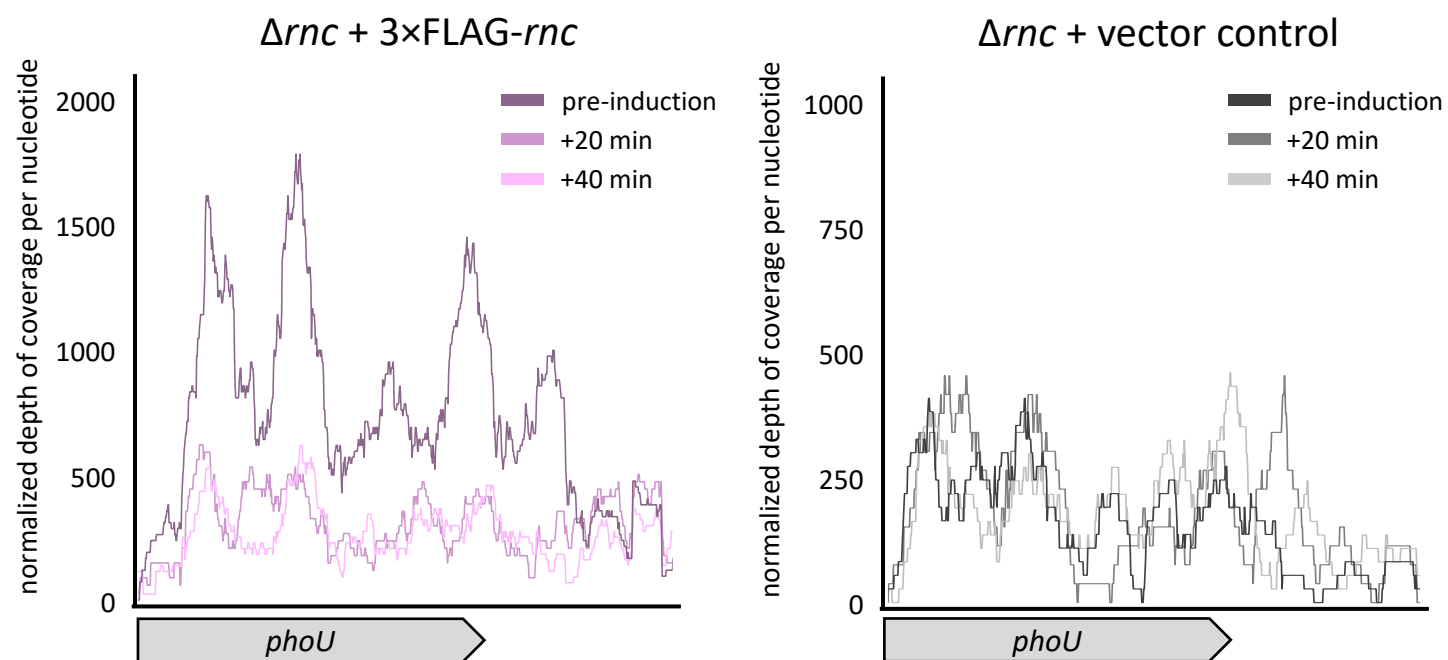 Δrnc + 3×FLAG-rnc
normalized depth of coverage per nucleotide
2000
1500
1000
500
0
pre-induction
+20 min
+40 min
phoU
Δrnc + vector control
normalized depth of coverage per nucleotide
1000
750
500
250
0
pre-induction
+20 min
+40 min
phoU